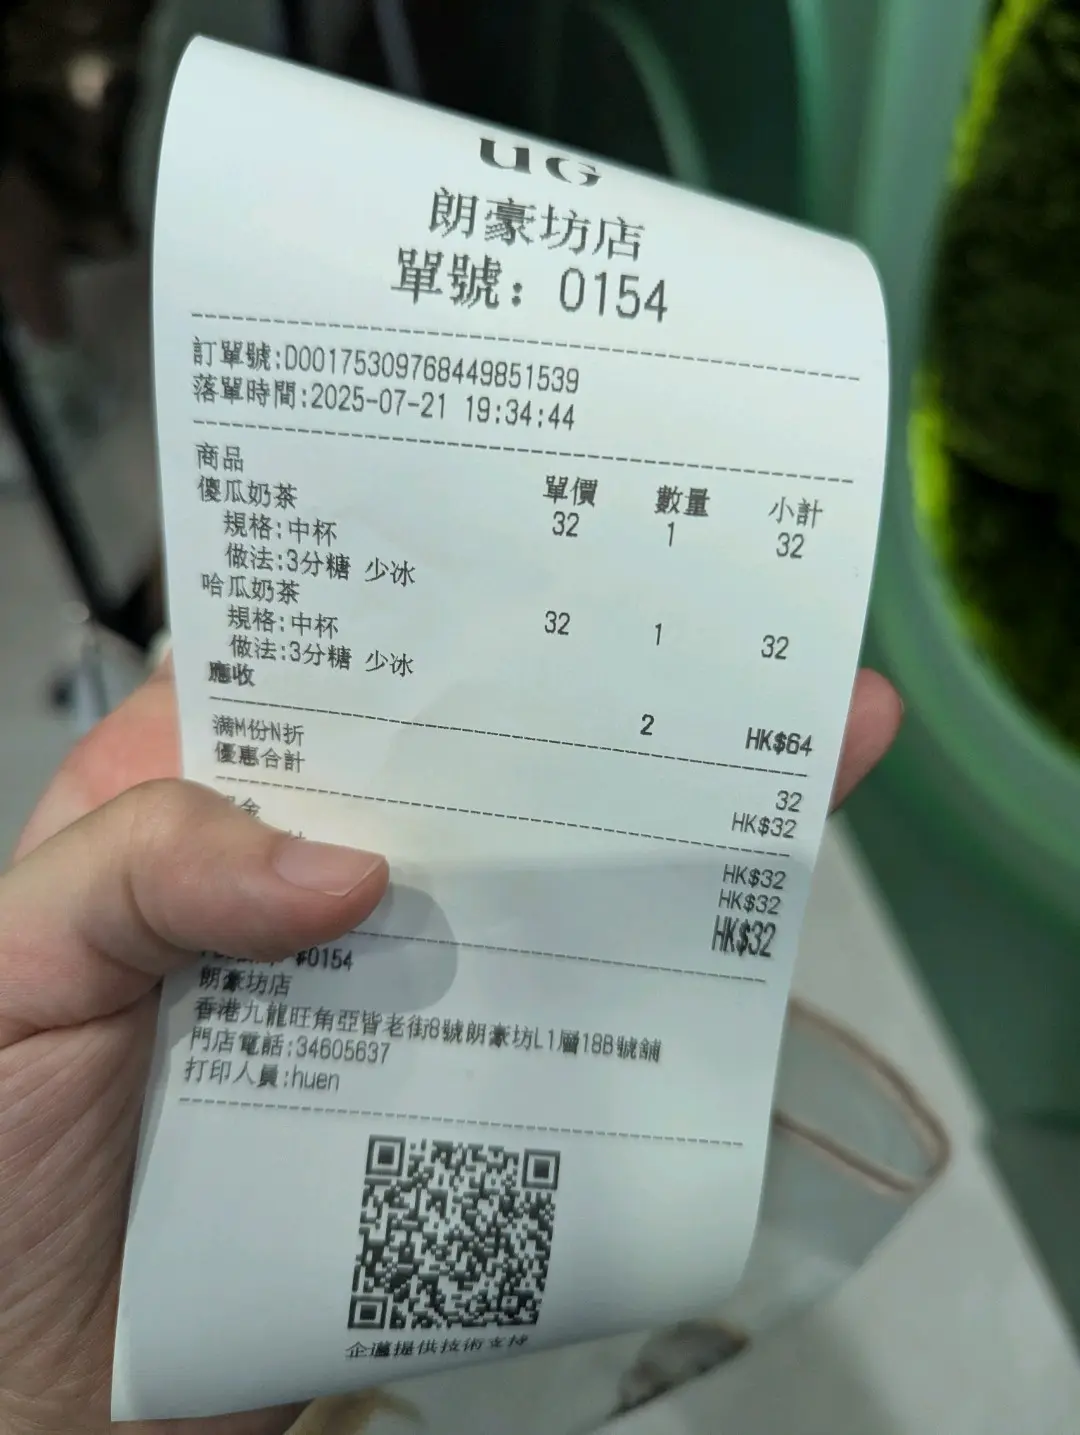 UG
朗豪坊店
單號: 0154
訂單號:D001753097684498515​39
落單時間:2025-07-21 19:34:44
商品 單價 數量 小計
傻瓜奶茶 32 1 32
規格:中杯
做法:3分糖 少冰
哈瓜奶茶 32 1 32
規格:中杯
做法:3分糖 少冰
應收 2 HK$64
滿M份N折 32
優惠合計 HK$32
金 HK$32
HK$32
HK$32
#0154
朗豪坊店
香港九龍旺角亞皆老街8號朗豪坊L1層18B號舖
門店電話:34605637
打印人員:huen
企邁提供技術支持